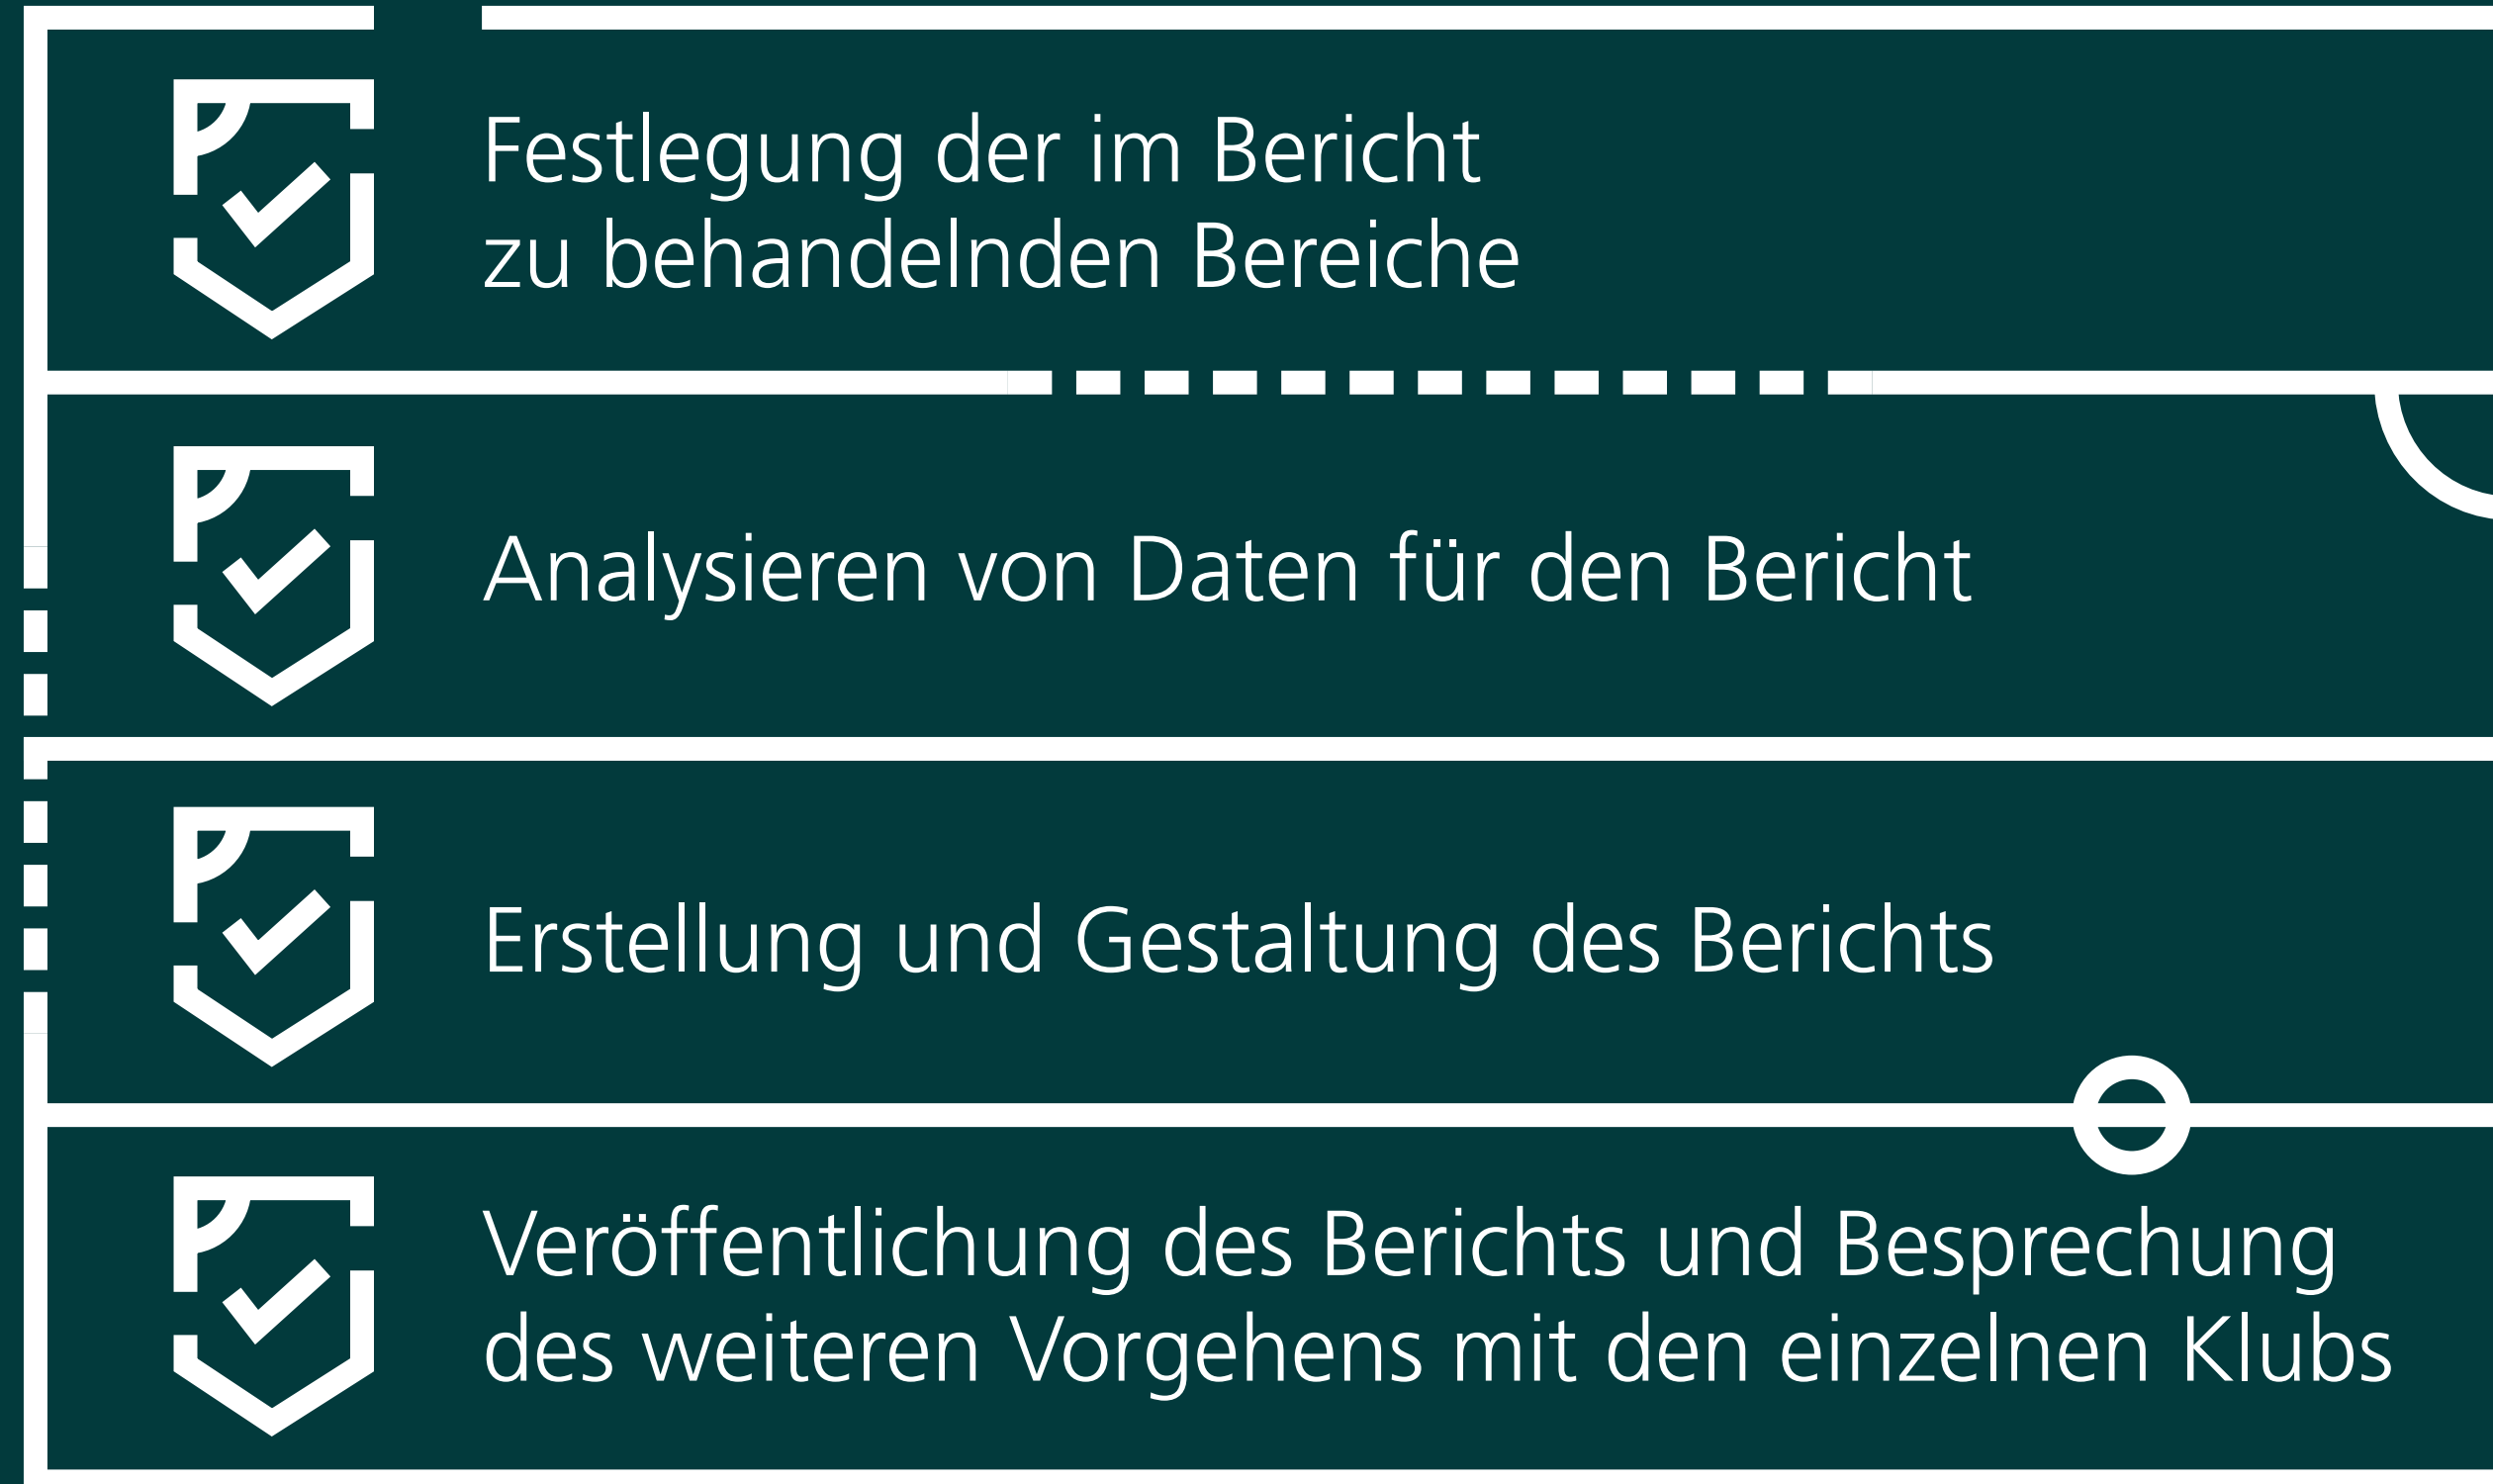 Festlegung der im Bericht
zu behandelnden Bereiche
Analysieren von Daten für den Bericht
Erstellung und Gestaltung des Berichts
Veröffentlichung des Berichts und Besprechung
des weiteren Vorgehens mit den einzelnen Klubs